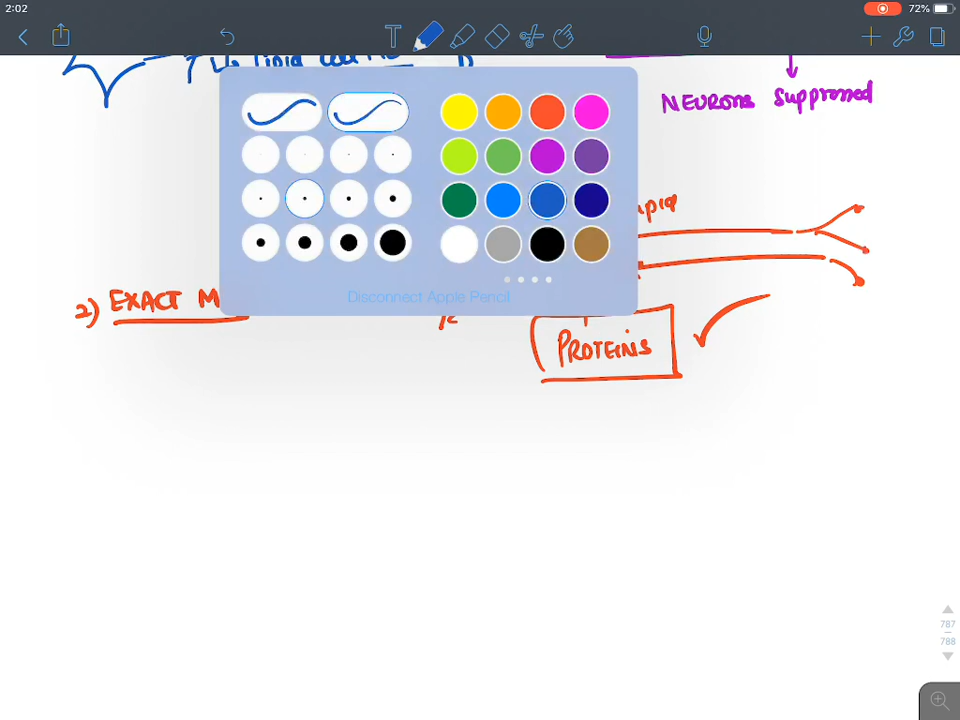 2:02
72%
T
NEURONS Suppressed
2) EXACT M
PROTEINS
Disconnect Apple Pencil
787
788